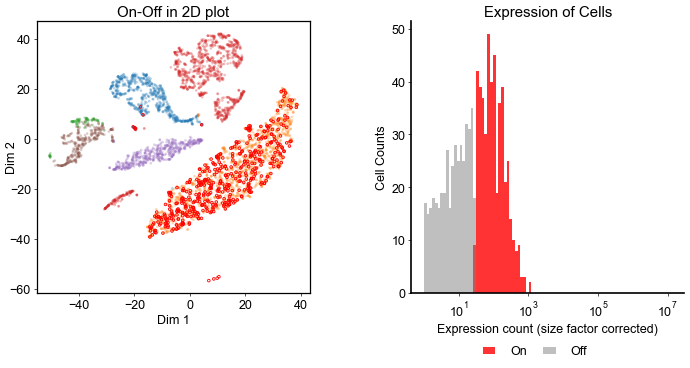 On-Off in 2D plot
Dim 2
40
20
0
−20
−40
−60
−40
−20
0
20
40
Dim 1
Expression of Cells
Cell Counts
50
40
30
20
10
0
10^1
10^3
10^5
10^7
Expression count (size factor corrected)
On
Off